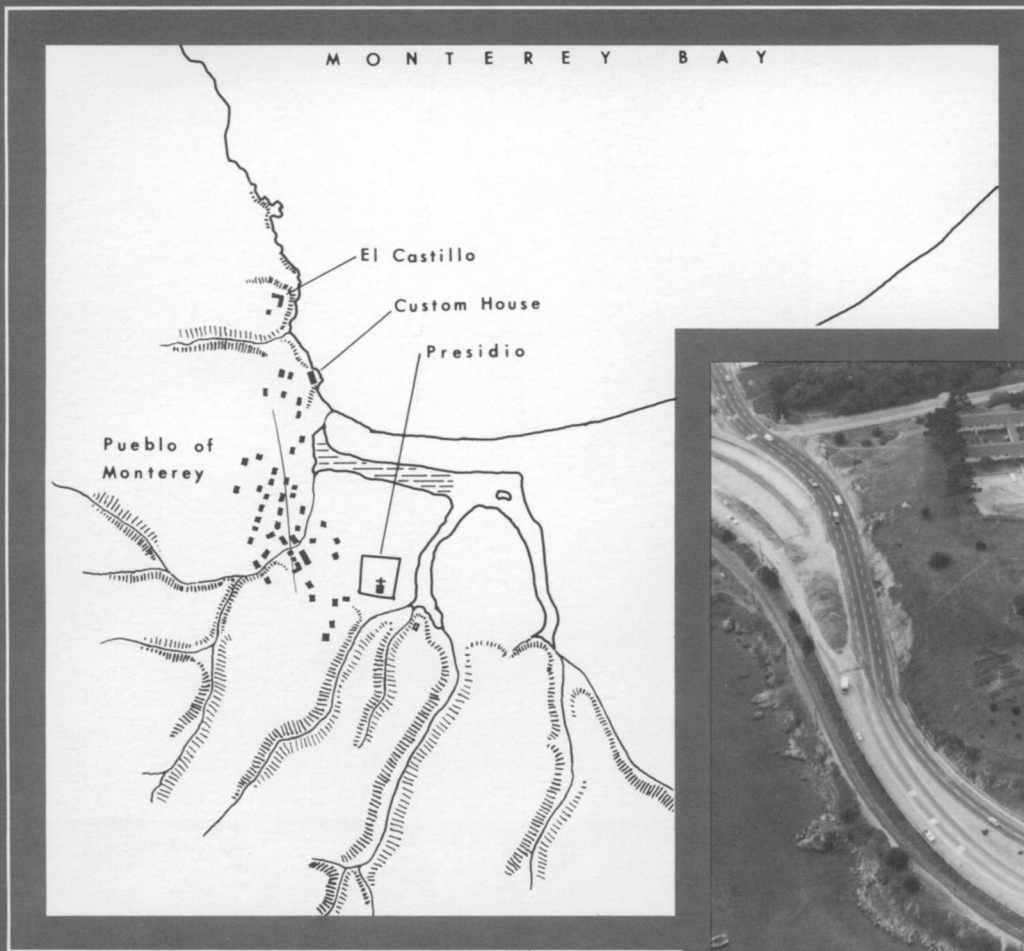 MONTEREY BAY
El Castillo
Custom House
Presidio
Pueblo of
Monterey